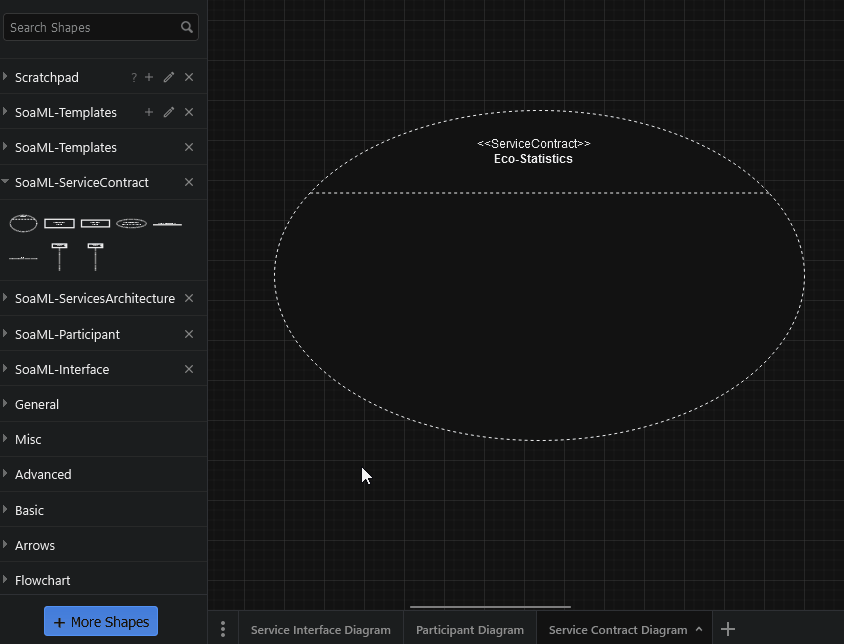 Search Shapes
Scratchpad ? +
SoaML-Templates +
SoaML-Templates
SoaML-ServiceContract
SoaML-ServicesArchitecture
SoaML-Participant
SoaML-Interface
General
Misc
Advanced
Basic
Arrows
Flowchart
+ More Shapes
<<ServiceContract>>
Eco-Statistics
Service Interface Diagram
Participant Diagram
Service Contract Diagram